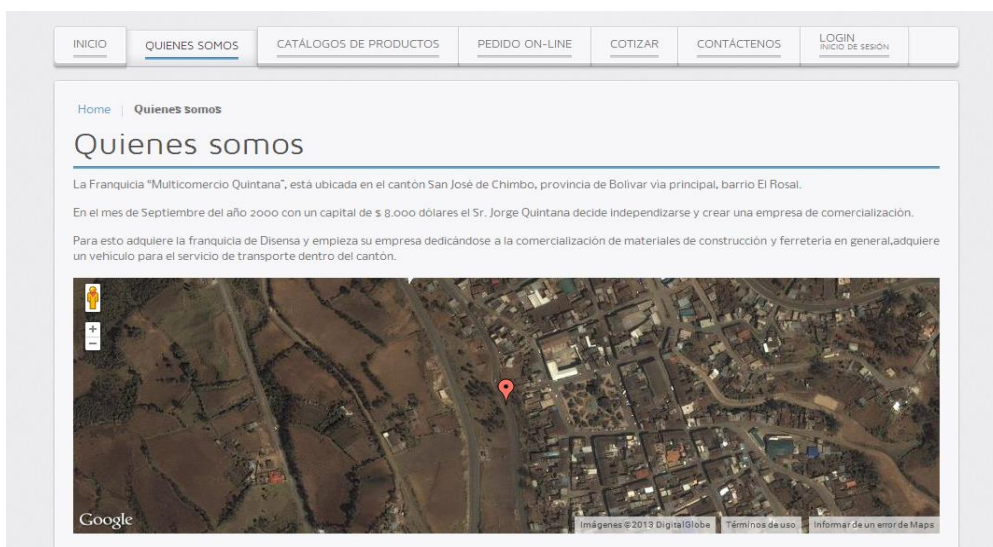 INICIO
QUIENES SOMOS
CATÁLOGOS DE PRODUCTOS
PEDIDO ON-LINE
COTIZAR
CONTÁCTENOS
LOGIN
INICIO DE SESIÓN
Home | Quienes somos
Quienes somos
La Franquicia “Multicomercio Quintana”, está ubicada en el cantón San José de Chimbo, provincia de Bolívar vía principal, barrio El Rosal.
En el mes de Septiembre del año 2000 con un capital de $ 8.000 dólares el Sr. Jorge Quintana decide independizarse y crear una empresa de comercialización.
Para esto adquiere la franquicia de Disensa y empieza su empresa dedicándose a la comercialización de materiales de construcción y ferretería en general,adquiere
un vehículo para el servicio de transporte dentro del cantón.
Google
Imágenes ©2013 DigitalGlobe
Términos de uso
Informar de un error de Maps